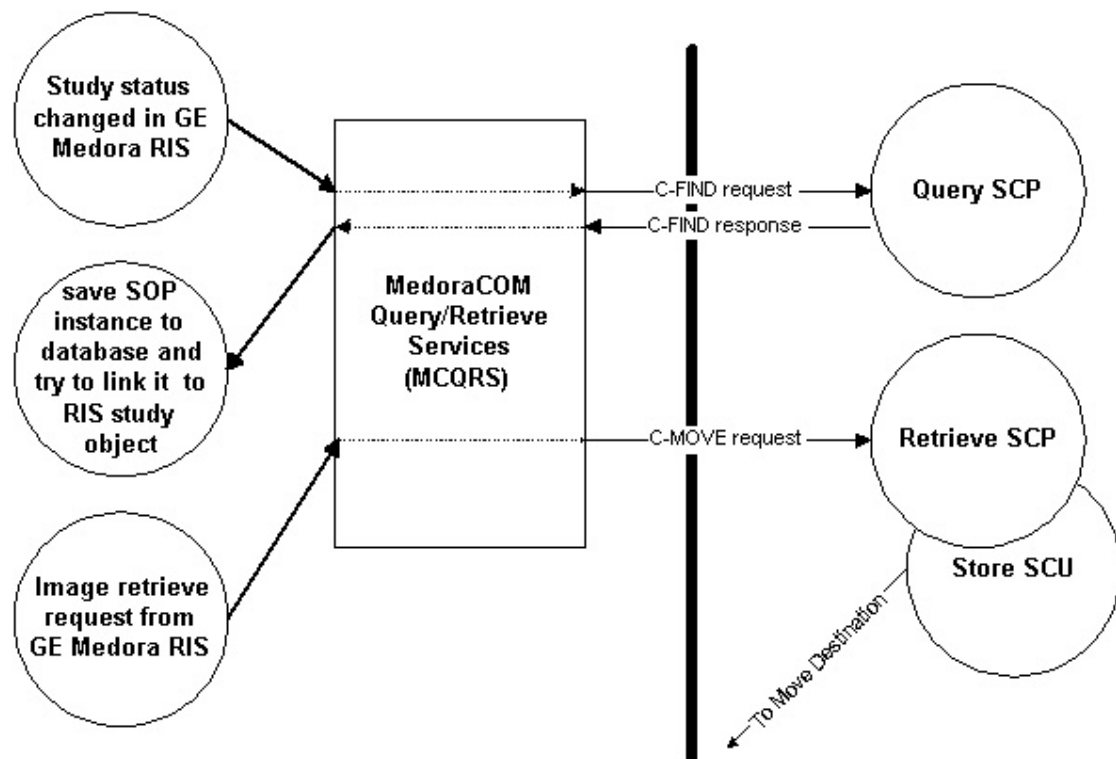 Study status
changed in GE
Medora RIS
save SOP
instance to
database and
try to link it to
RIS study
object
Image retrieve
request from
GE Medora RIS
MedoraCOM
Query/Retrieve
Services
(MCQRS)
C-FIND request
C-FIND response
C-MOVE request
Query SCP
Retrieve SCP
Store SCU
To Move Destination